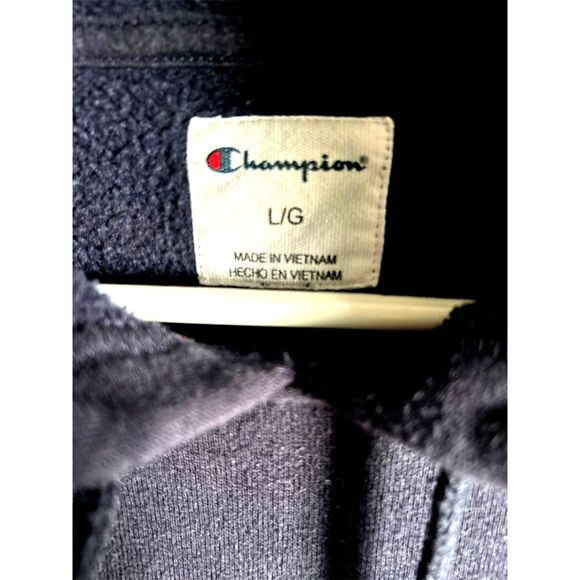 Champion®
L/G
MADE IN VIETNAM
HECHO EN VIETNAM